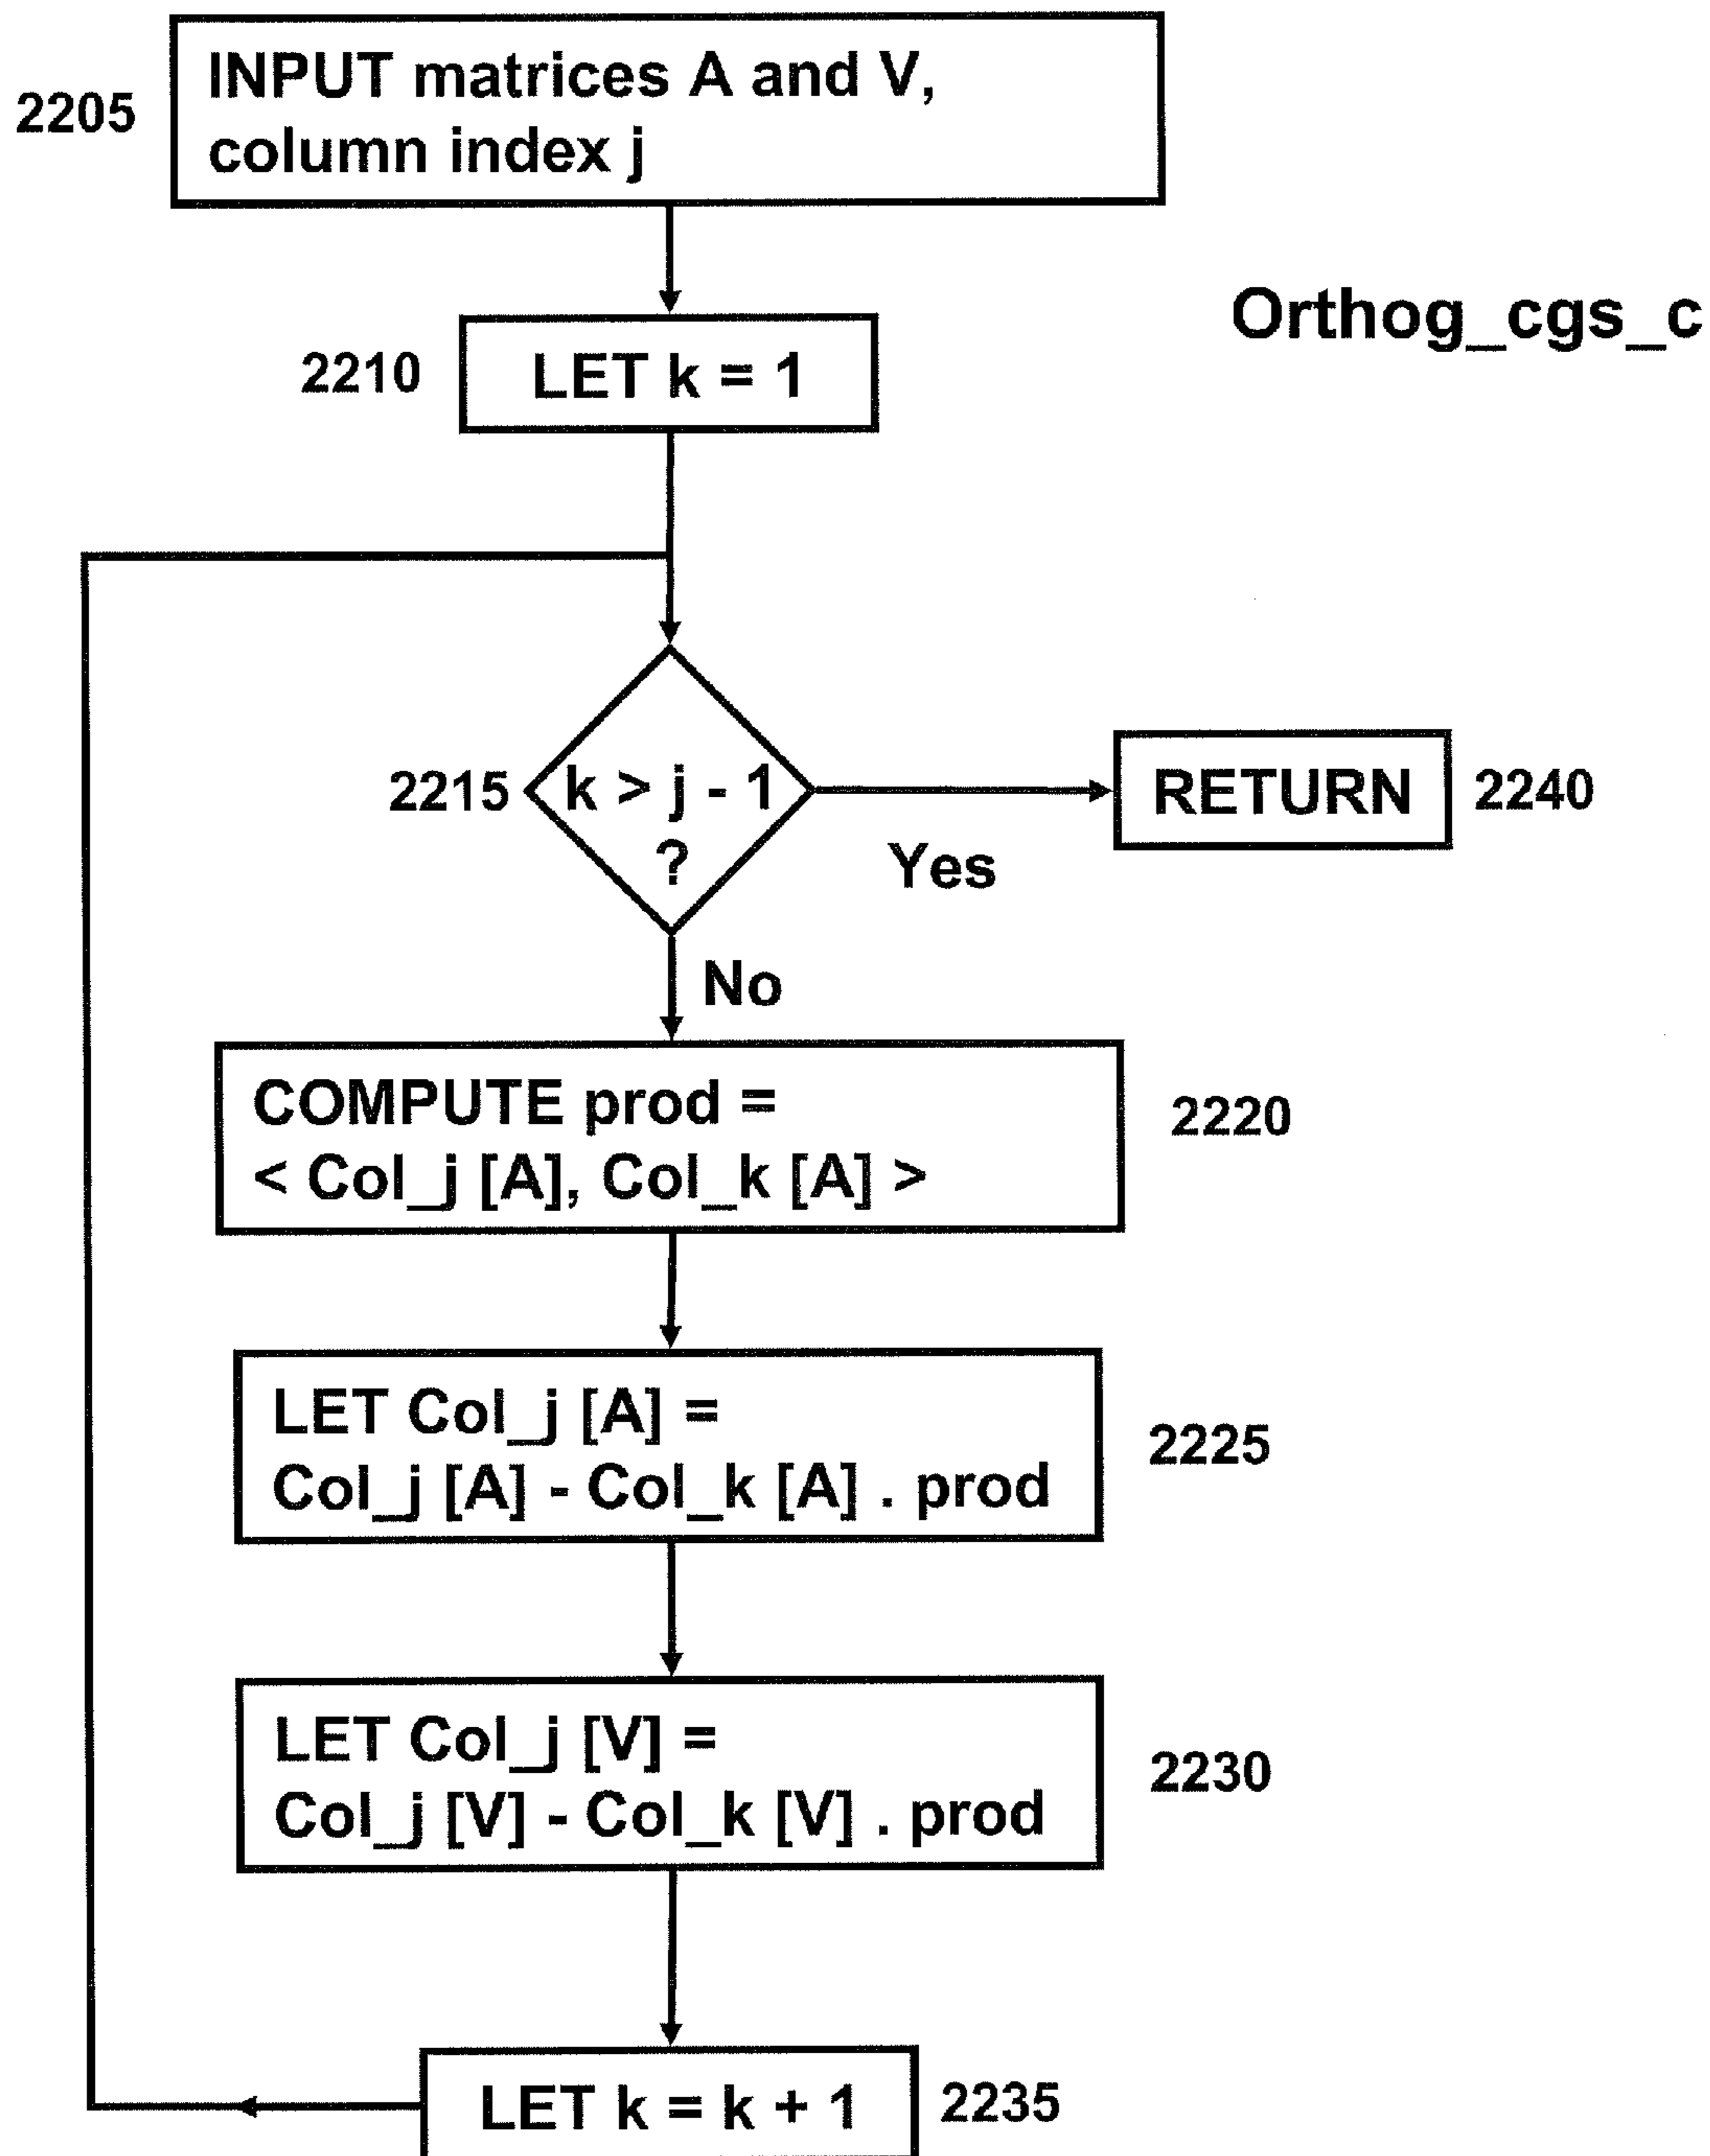 INPUT matrices A and V,
2205
column index j
Orthog_cgs_c
2210
LET k = 1
2215
k > j - 1
?
RETURN
2240
Yes
No
COMPUTE prod =
2220
< Col_j [A], Col_k [A] >
LET Col_j [A] =
2225
Col_j [A] - Col_k [A] . prod
LET Col_j [V] =
2230
Col_j [V] - Col_k [V] . prod
LET k = k + 1
2235